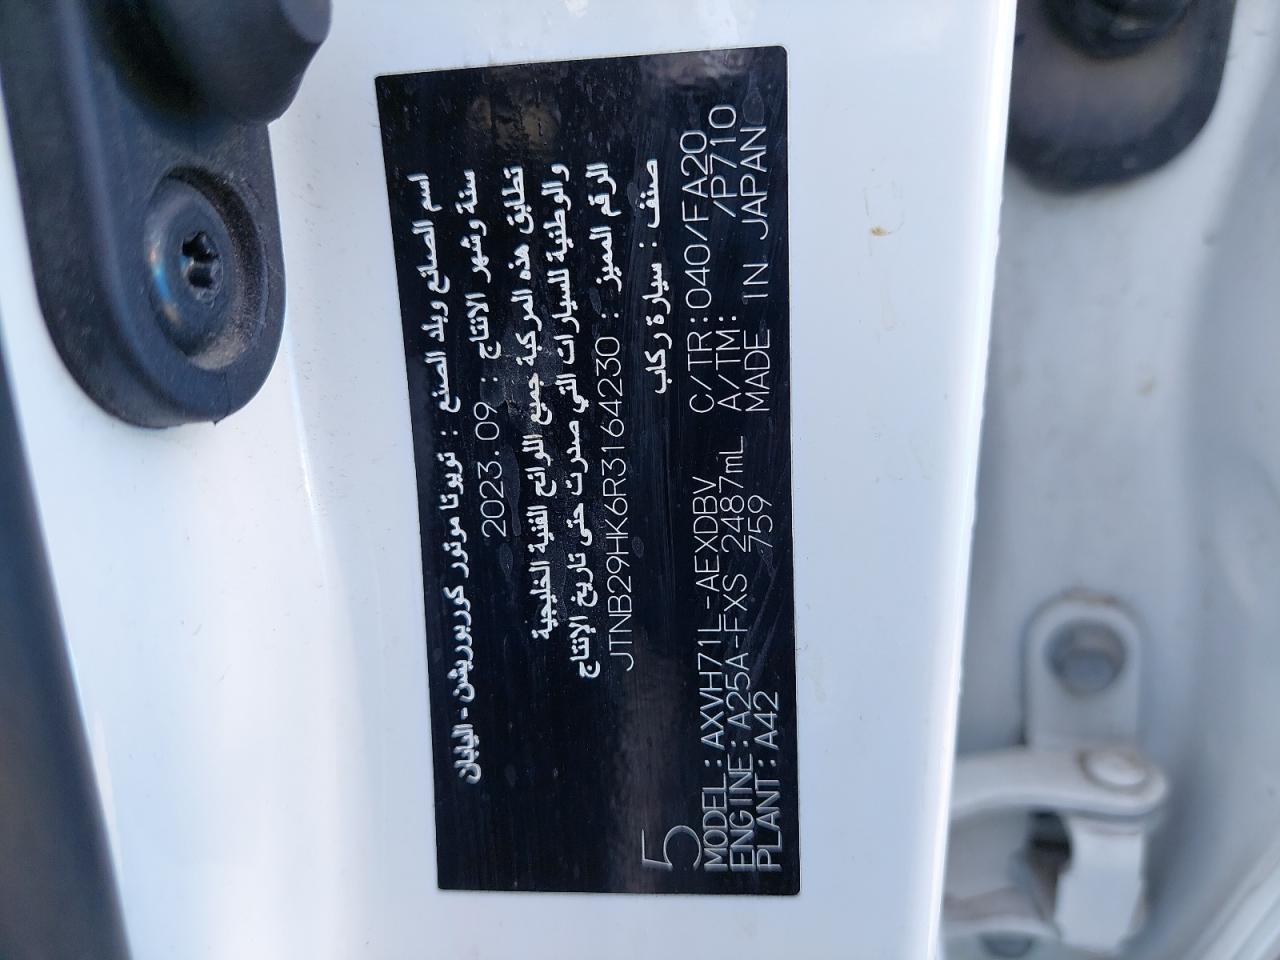 اسم الصانع وبلد الصنع : تويوتا موتور كوربوريشن - اليابان
سنة وشهر الانتاج : 2023.09
تطابق هذه المركبة جميع اللوائح الفنية الخليجية
والوطنية للسيارات التي صدرت حتى تاريخ الإنتاج
الرقم المميز : JTNB29HK6R3164230
صنف : سيارة ركاب
5
MODEL:AXVH71L-AEXDBV C/TR:040/FA20
ENGINE:A25A-FXS 2487mL A/TM: /P710
PLANT:A42 759 MADE IN JAPAN